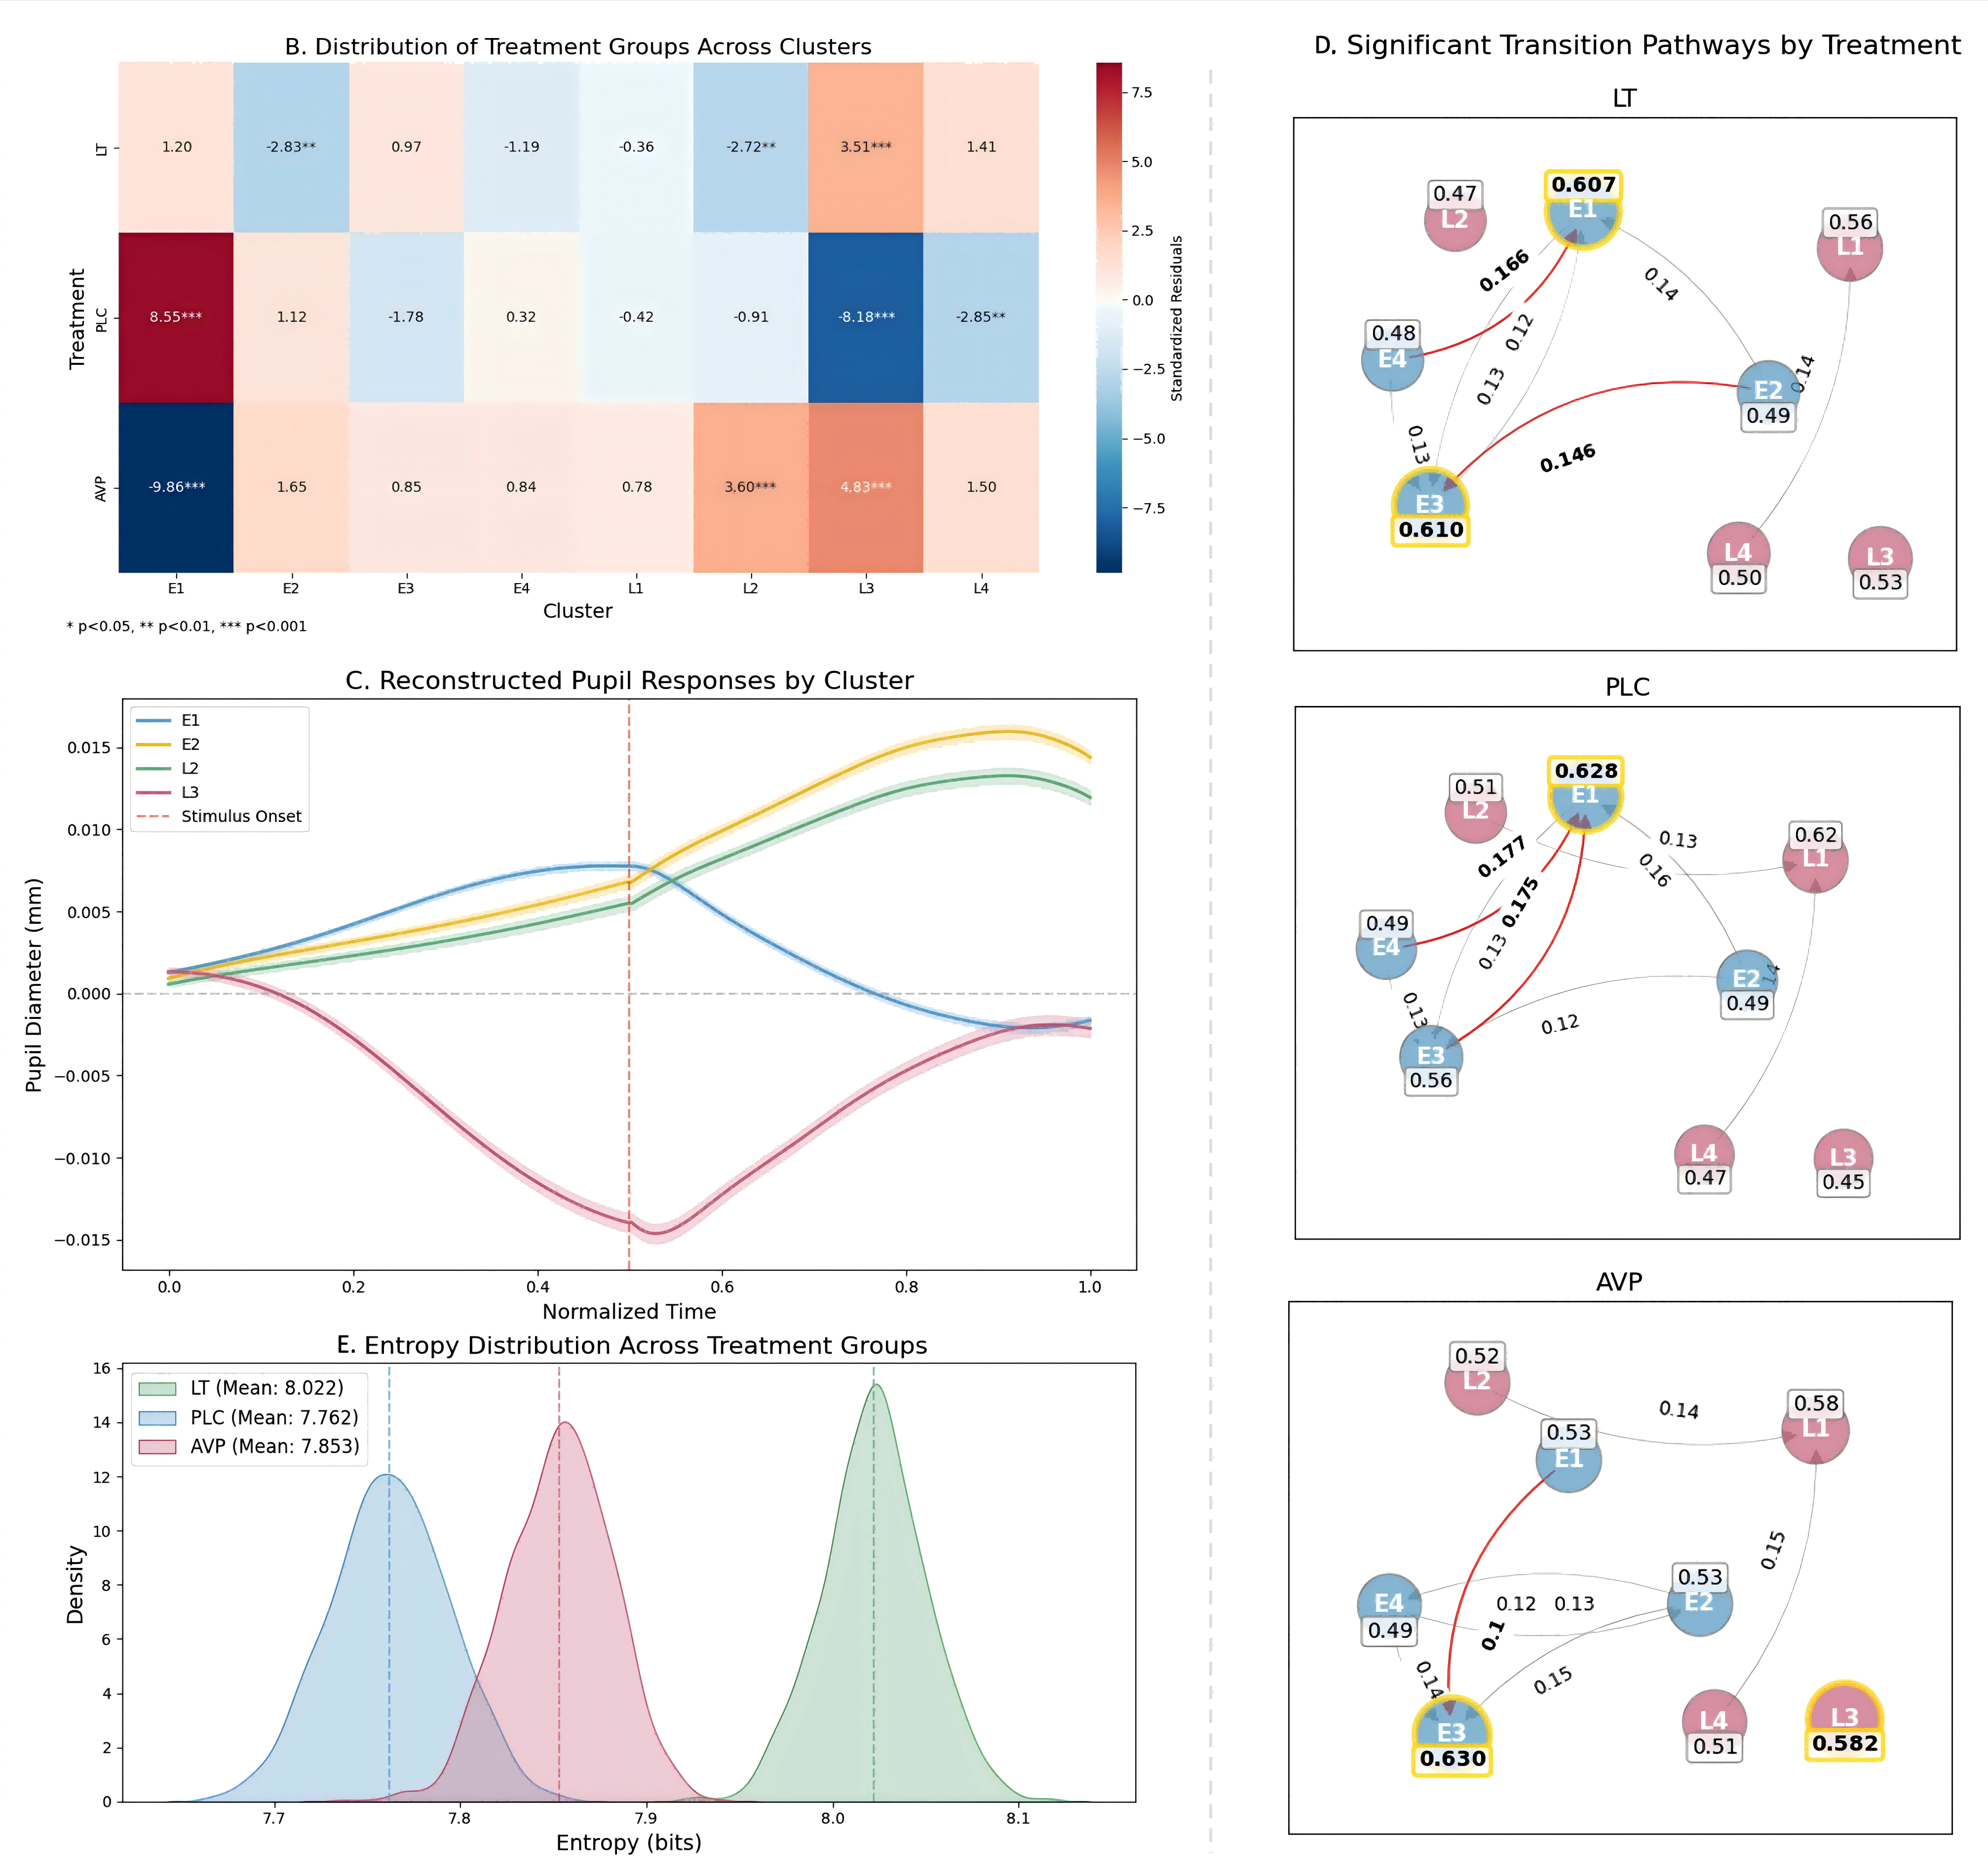 B. Distribution of Treatment Groups Across Clusters
LT 1.20 -2.83** 0.97 -1.19 -0.36 -2.72** 3.51*** 1.41
PLC 8.55*** 1.12 -1.78 0.32 -0.42 -0.91 -8.18*** -2.85**
AVP -9.86*** 1.65 0.85 0.84 0.78 3.60*** 4.83*** 1.50
Treatment
E1 E2 E3 E4 L1 L2 L3 L4
Cluster
* p<0.05, ** p<0.01, *** p<0.001
7.5
5.0
2.5
0.0
−2.5
−5.0
−7.5
Standardized Residuals
C. Reconstructed Pupil Responses by Cluster
E1
E2
L2
L3
Stimulus Onset
0.015
0.010
0.005
0.000
−0.005
−0.010
−0.015
Pupil Diameter (mm)
0.0 0.2 0.4 0.6 0.8 1.0
Normalized Time
E. Entropy Distribution Across Treatment Groups
LT (Mean: 8.022)
PLC (Mean: 7.762)
AVP (Mean: 7.853)
16
14
12
10
8
6
4
2
0
Density
7.7 7.8 7.9 8.0 8.1
Entropy (bits)
D. Significant Transition Pathways by Treatment
LT
0.607
E1
0.47
L2
0.56
L1
0.166
0.14
0.12
0.48
E4
0.13
0.14
E2
0.49
0.13
0.146
E3
0.610
L4
0.50
L3
0.53
PLC
0.628
E1
0.51
L2
0.62
L1
0.13
0.177
0.16
0.175
0.49
E4
0.13
E2
0.49
0.13
0.12
E3
0.56
L4
0.47
L3
0.45
AVP
0.52
L2
0.14
0.58
L1
0.53
E1
0.15
0.53
E2
E4
0.49
0.12
0.13
0.1
0.14
0.15
E3
0.630
L4
0.51
L3
0.582